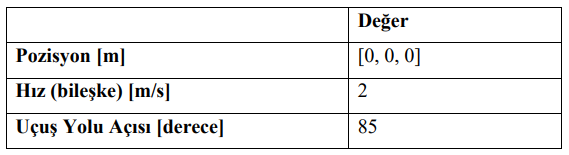 Değer
Pozisyon [m] [0, 0, 0]
Hız (bileşke) [m/s] 2
Uçuş Yolu Açısı [derece] 85